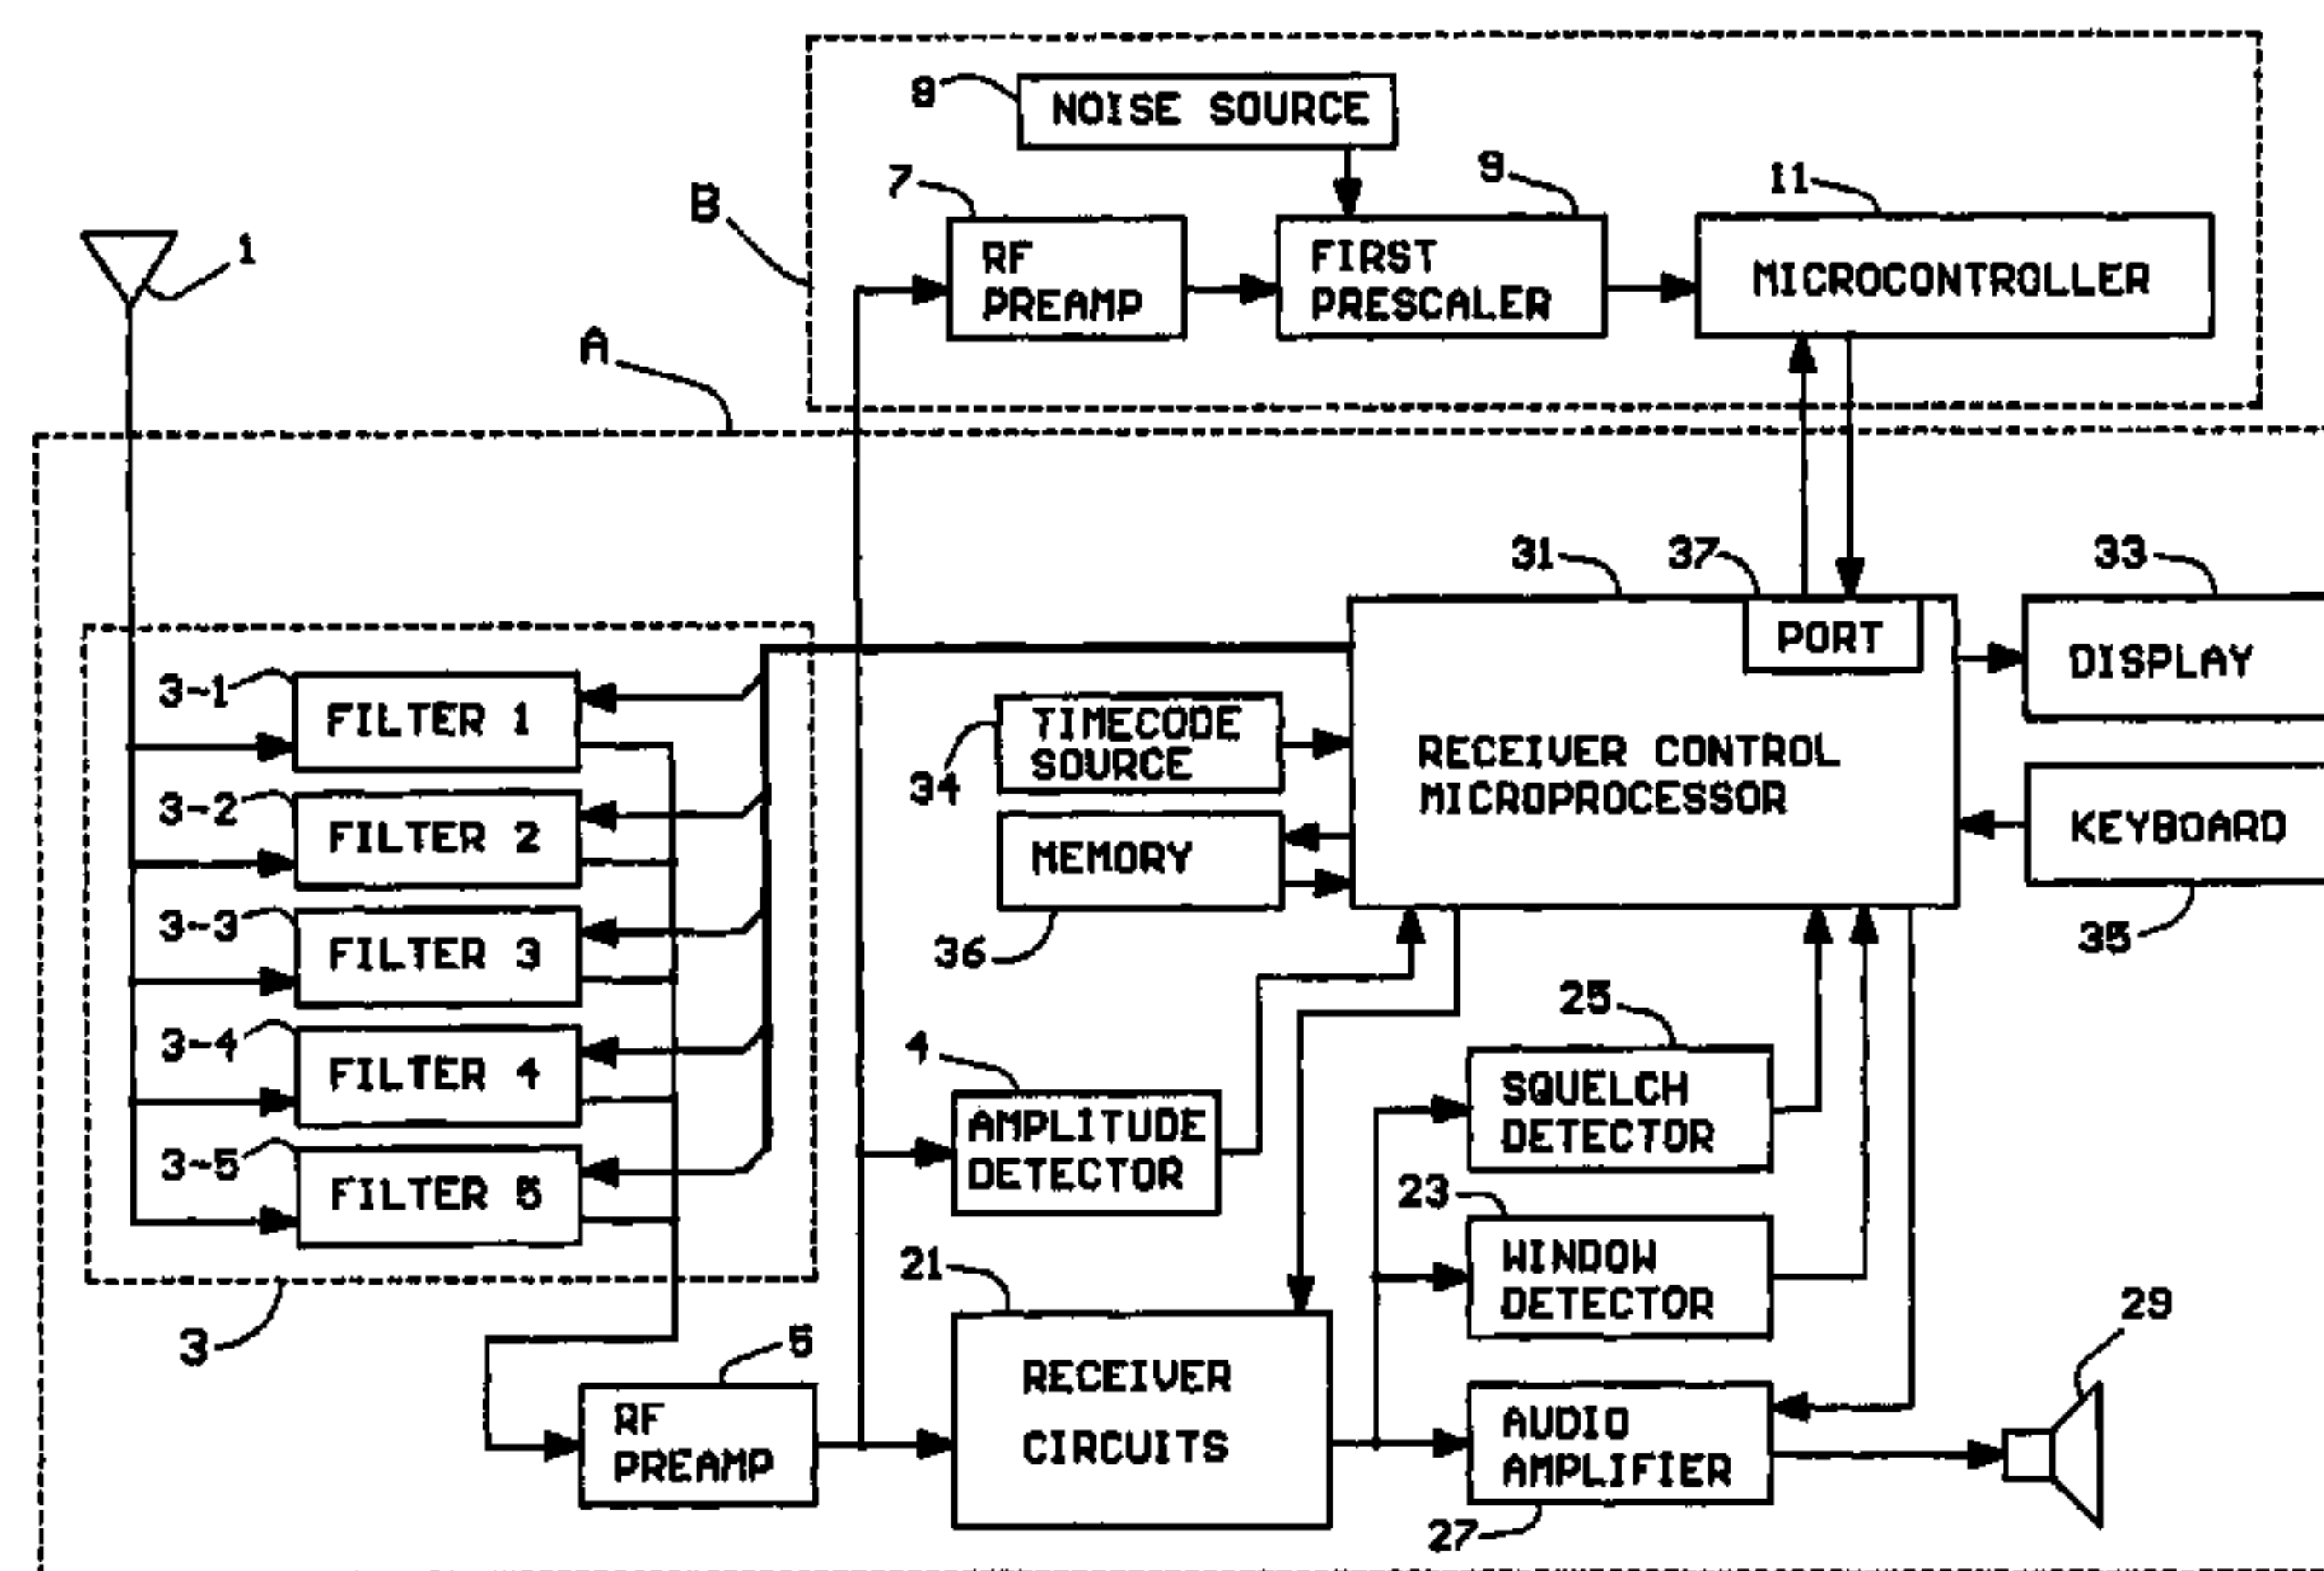 8
NOISE SOURCE
7
9
11
B
RF
PREAMP
FIRST
PRESCALER
MICROCONTROLLER
1
A
31
37
33
PORT
DISPLAY
3-1
FILTER 1
34
TIMECODE
SOURCE
RECEIVER CONTROL
MICROPROCESSOR
3-2
FILTER 2
MEMORY
KEYBOARD
3-3
FILTER 3
36
35
25
3-4
FILTER 4
4
AMPLITUDE
DETECTOR
SQUELCH
DETECTOR
3-5
FILTER 5
23
21
WINDOW
DETECTOR
29
3
5
RF
PREAMP
RECEIVER
CIRCUITS
AUDIO
AMPLIFIER
27